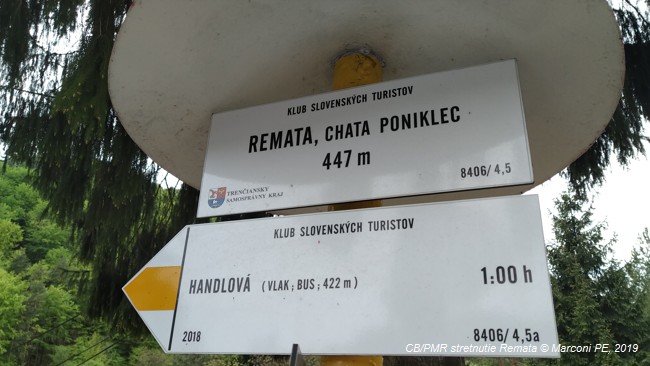 KLUB SLOVENSKÝCH TURISTOV
REMATA, CHATA PONIKLEC
447 m
TRENČIANSKY
SAMOSPRÁVNY KRAJ
8406/4,5
KLUB SLOVENSKÝCH TURISTOV
HANDLOVÁ (VLAK; BUS; 422 m) 1:00 h
2018 8406/4,5a
CB/PMR stretnutie Remata © Marconi PE, 2019